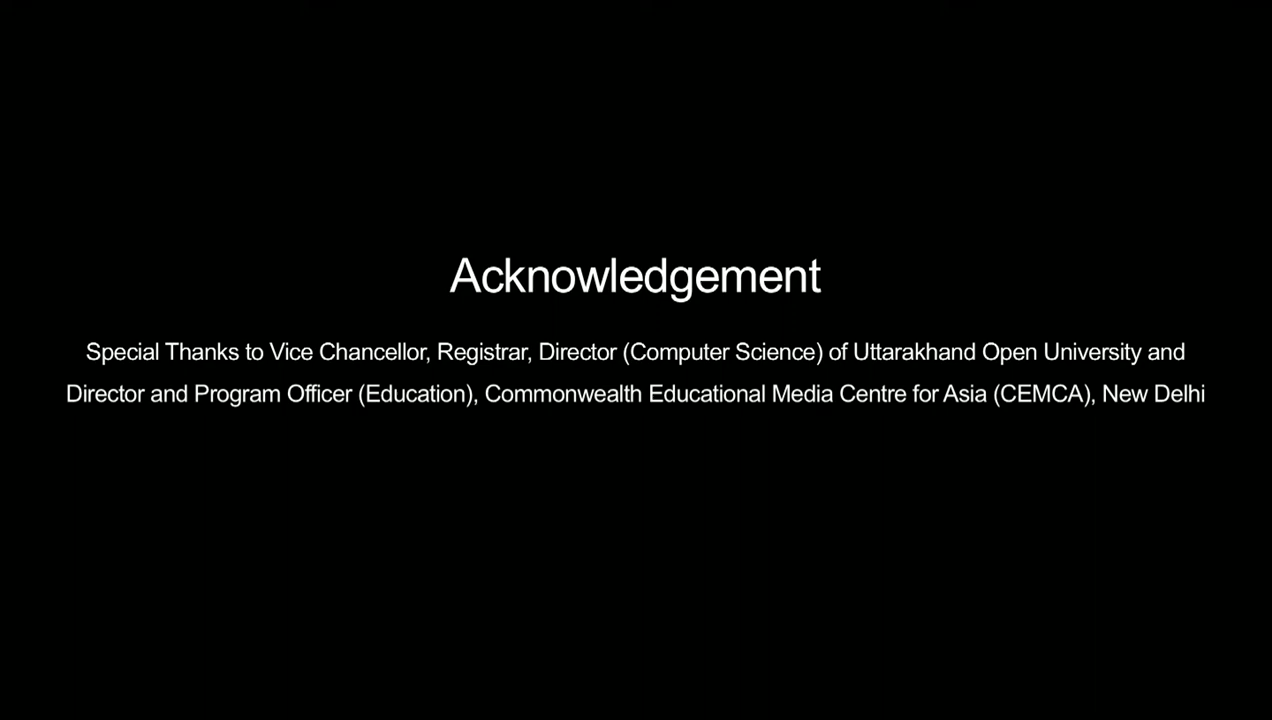 Acknowledgement
Special Thanks to Vice Chancellor, Registrar, Director (Computer Science) of Uttarakhand Open University and
Director and Program Officer (Education), Commonwealth Educational Media Centre for Asia (CEMCA), New Delhi